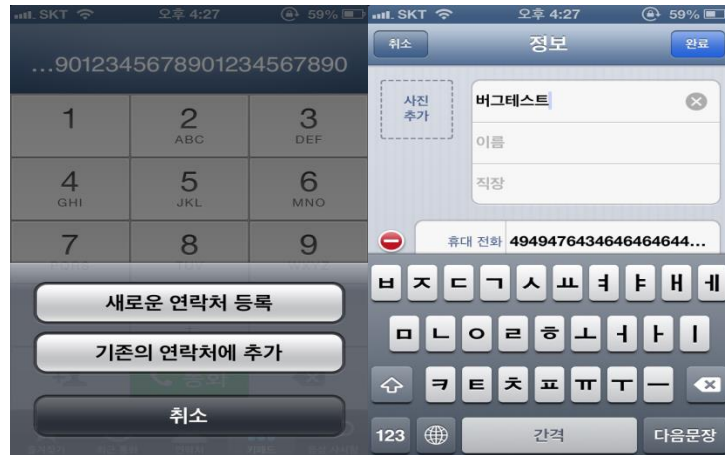 SKT 오후 4:27 59%
...901234567890123 4567890
1 2 3
ABC DEF
4 5 6
GHI JKL MNO
7 8 9
새로운 연락처 등록
기존의 연락처에 추가
통화
취소
SKT 오후 4:27 59%
취소 정보 완료
사진
추가
버그테스트
이름
직장
휴대 전화 4949476434646464644...
ㅂ ㅈ ㄷ ㄱ ㅅ ㅛ ㅕ ㅑ ㅐ ㅔ
ㅁ ㄴ ㅇ ㄹ ㅎ ㅗ ㅓ ㅏ ㅣ
ㅋ ㅌ ㅊ ㅍ ㅠ ㅜ ㅡ
123 간격 다음문장